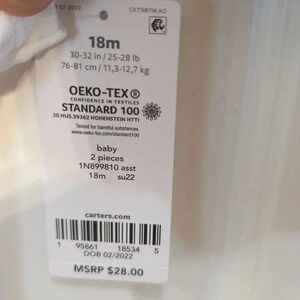 18m
30-32 in / 25-28 lb
76-81 cm / 11,3-12,7 kg
OEKO-TEX®
CONFIDENCE IN TEXTILES
STANDARD 100
20.HUS.39362 HOHENSTEIN HTTI
Tested for harmful substances.
www.oeko-tex.com/standard100
baby
2 pieces
1N899810 asst
18m su22
carters.com
1 95861 18534 5
DOB 02/2022
MSRP $28.00